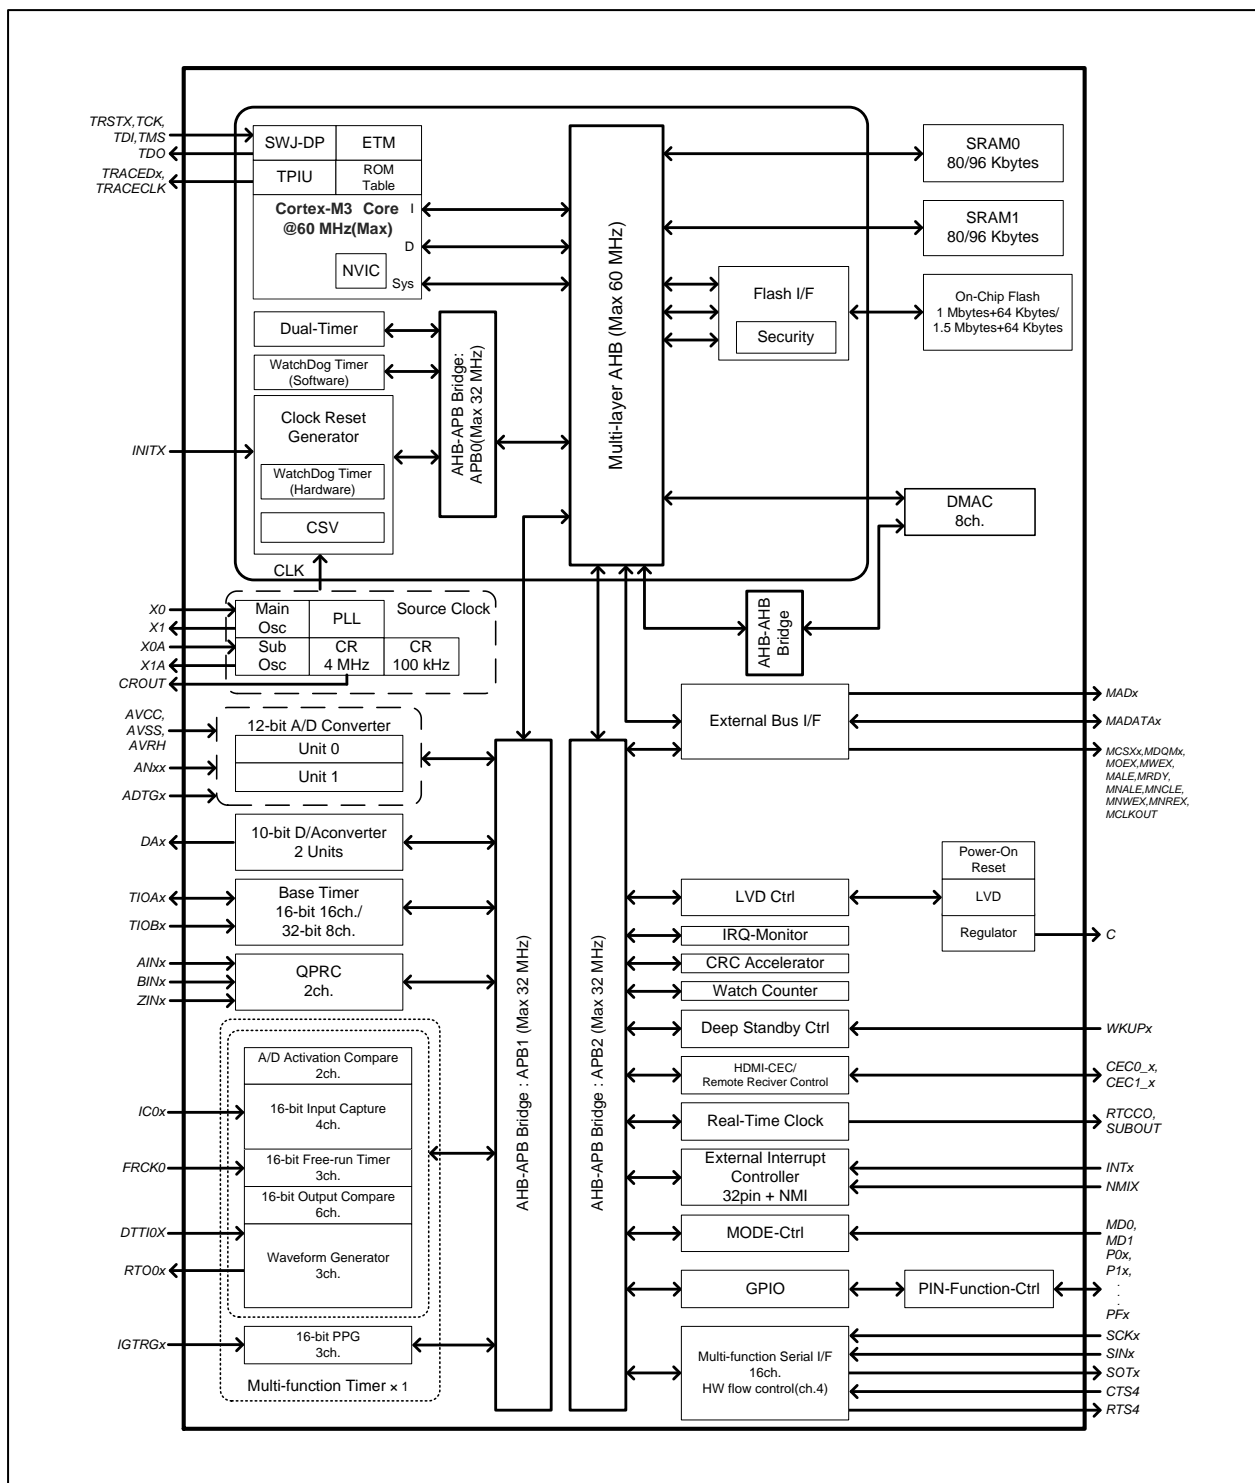 TRSTX,TCK,
TDI,TMS
TDO
TRACEDx,
TRACECLK
SWJ-DP
ETM
TPIU
ROM
Table
Cortex-M3 Core
@60 MHz(Max)
I
D
Sys
NVIC
Dual-Timer
WatchDog Timer
(Software)
Clock Reset
Generator
WatchDog Timer
(Hardware)
CSV
INITX
CLK
AHB-APB Bridge:
APB0(Max 32 MHz)
Multi-layer AHB (Max 60 MHz)
SRAM0
80/96 Kbytes
SRAM1
80/96 Kbytes
Flash I/F
Security
On-Chip Flash
1 Mbytes+64 Kbytes/
1.5 Mbytes+64 Kbytes
DMAC
8ch.
AHB-AHB
Bridge
X0
X1
X0A
X1A
CROUT
Main
Osc
PLL
Source Clock
Sub
Osc
CR
4 MHz
CR
100 kHz
AVCC,
AVSS,
AVRH
ANxx
ADTGx
12-bit A/D Converter
Unit 0
Unit 1
DAx
10-bit D/Aconverter
2 Units
TIOAx
TIOBx
Base Timer
16-bit 16ch./
32-bit 8ch.
AINx
BINx
ZINx
QPRC
2ch.
A/D Activation Compare
2ch.
IC0x
16-bit Input Capture
4ch.
FRCK0
16-bit Free-run Timer
3ch.
16-bit Output Compare
6ch.
DTTI0X
RTO0x
Waveform Generator
3ch.
IGTRGx
16-bit PPG
3ch.
Multi-function Timer × 1
AHB-APB Bridge : APB1 (Max 32 MHz)
AHB-APB Bridge : APB2 (Max 32 MHz)
External Bus I/F
MADx
MADATAx
MCSXx,MDQMx,
MOEX,MWEX,
MALE,MRDY,
MNALE,MNCLE,
MNWEX,MNREX,
MCLKOUT
LVD Ctrl
Power-On
Reset
LVD
Regulator
C
IRQ-Monitor
CRC Accelerator
Watch Counter
Deep Standby Ctrl
WKUPx
HDMI-CEC/
Remote Reciver Control
CEC0_x,
CEC1_x
Real-Time Clock
RTCCO,
SUBOUT
External Interrupt
Controller
32pin + NMI
INTx
NMIX
MODE-Ctrl
MD0,
MD1
GPIO
PIN-Function-Ctrl
P0x,
P1x,
.
.
.
PFx
Multi-function Serial I/F
16ch.
HW flow control(ch.4)
SCKx
SINx
SOTx
CTS4
RTS4